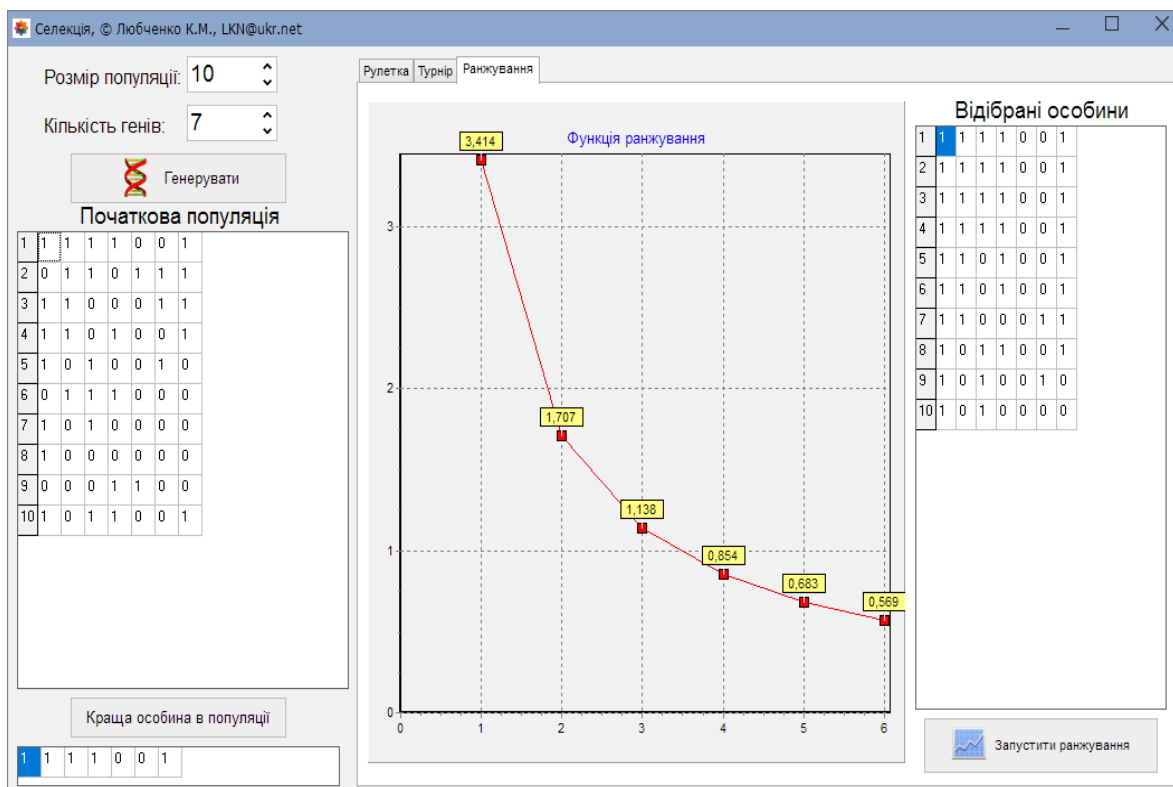 Селекція, © Любченко К.М., LKN@ukr.net
Розмір популяції: 10
Кількість генів: 7
Генерувати
Початкова популяція
1 1 1 1 1 0 0 1
2 0 1 1 0 1 1 1
3 1 1 0 0 0 1 1
4 1 1 0 1 0 0 1
5 1 0 1 0 0 1 0
6 0 1 1 1 0 0 0
7 1 0 1 0 0 0 0
8 1 0 0 0 0 0 0
9 0 0 0 1 1 0 0
10 1 0 1 1 0 0 1
Краща особина в популяції
1 1 1 1 0 0 1
Рулетка Турнір Ранжування
Функція ранжування
3,414
3
2
1,707
1,138
1
0,854
0,683
0,569
0
0 1 2 3 4 5 6
Відібрані особини
1 1 1 1 1 0 0 1
2 1 1 1 1 0 0 1
3 1 1 1 1 0 0 1
4 1 1 1 1 0 0 1
5 1 1 0 1 0 0 1
6 1 1 0 1 0 0 1
7 1 1 0 0 0 1 1
8 1 0 1 1 0 0 1
9 1 0 1 0 0 1 0
10 1 0 1 0 0 0 0
Запустити ранжування